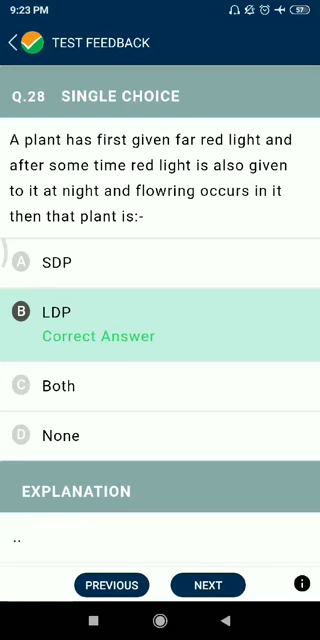 9:23 PM
57
TEST FEEDBACK
Q.28 SINGLE CHOICE
A plant has first given far red light and
after some time red light is also given
to it at night and flowring occurs in it
then that plant is:-
A SDP
B LDP
Correct Answer
C Both
D None
EXPLANATION
..
PREVIOUS NEXT